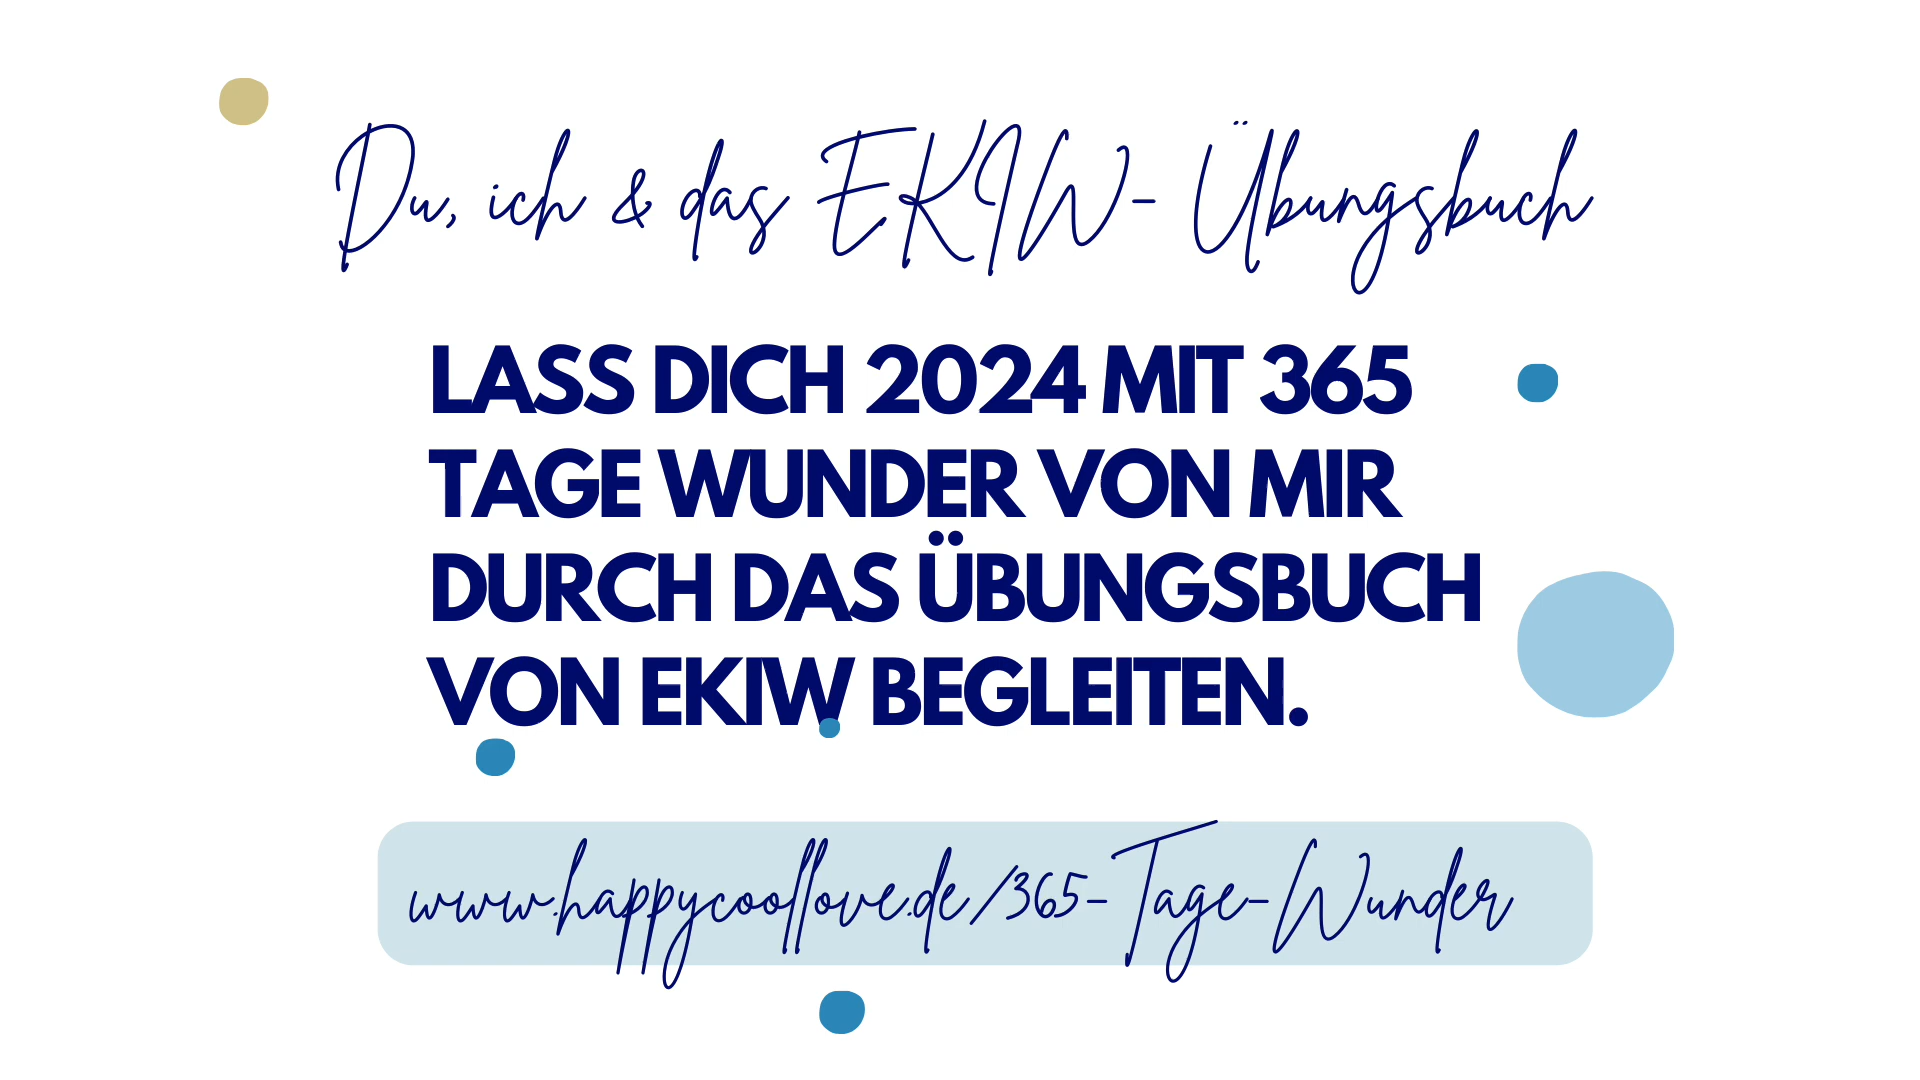 Du, ich & das EKIW- Übungsbuch
LASS DICH 2024 MIT 365
TAGE WUNDER VON MIR
DURCH DAS ÜBUNGSBUCH
VON EKIW BEGLEITEN.
www.happycoollove.de/365-Tage-Wunder